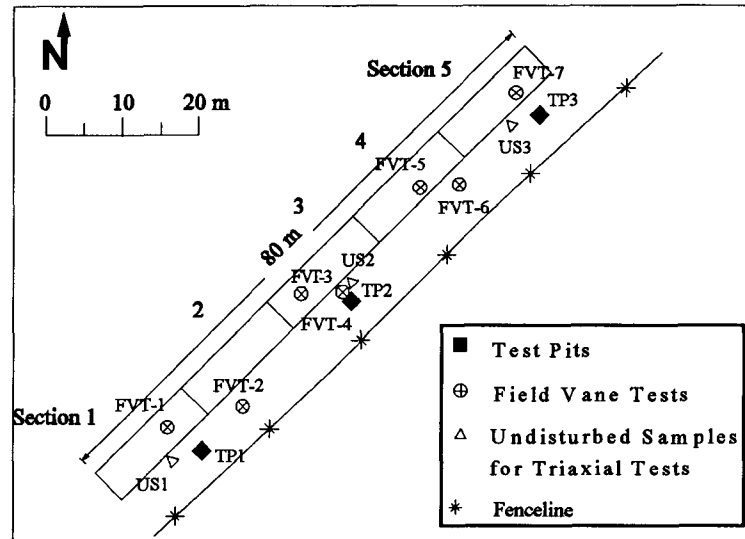 N
0 10 20 m
Section 5
FVT-7
TP3
US3
4
FVT-5
FVT-6
3
80 m
US2
FVT-3
TP2
FVT-4
2
FVT-2
FVT-1
Section 1
TP1
US1
Test Pits
Field Vane Tests
Undisturbed Samples
for Triaxial Tests
Fenceline